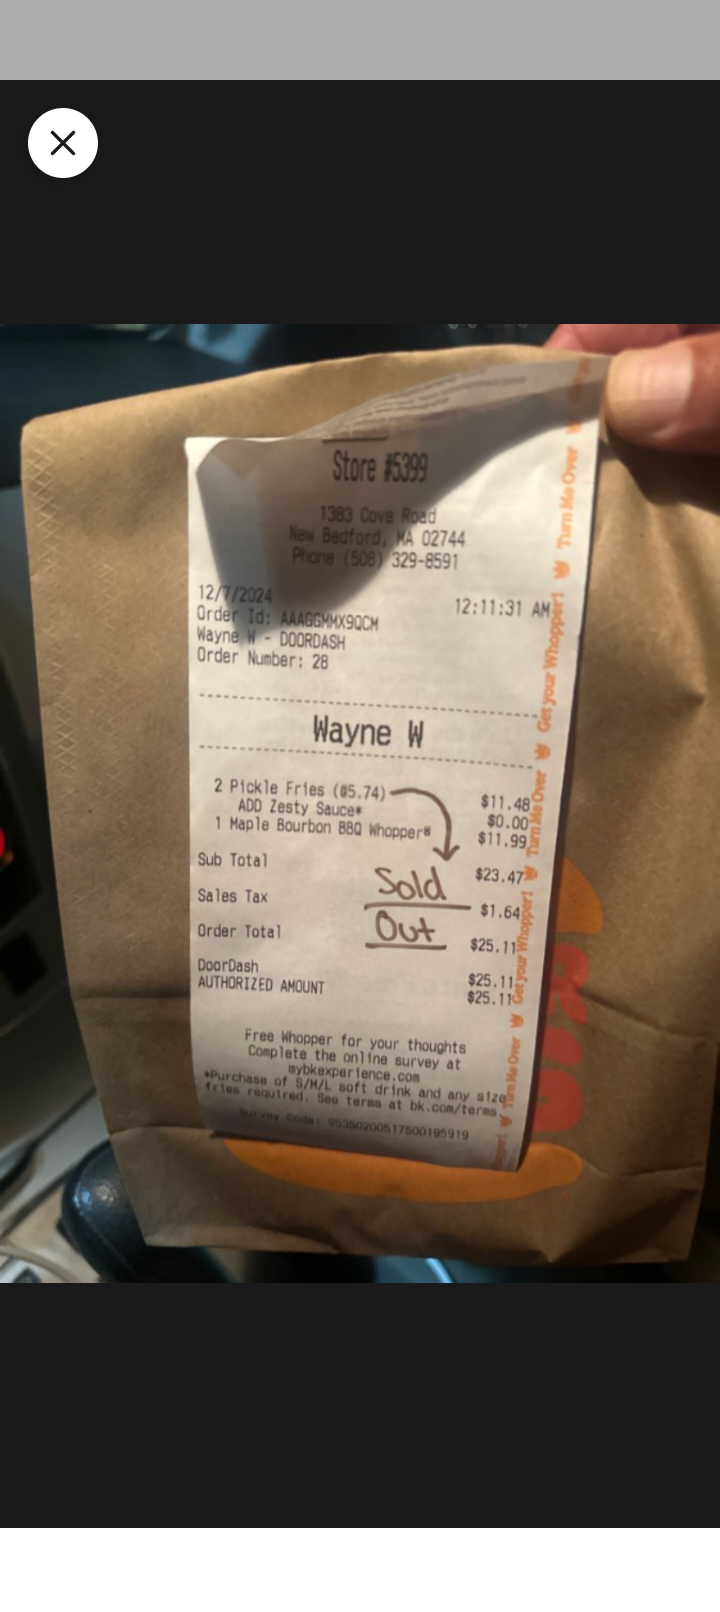 Store #5399
1383 Cove Road
New Bedford, MA 02744
Phone (508) 329-8591
12/7/2024 12:11:31 AM
Order Id: AAAGGMMX9QCM
Wayne W - DOORDASH
Order Number: 28
Wayne W
2 Pickle Fries (@5.74) $11.48
ADD Zesty Sauce* $0.00
1 Maple Bourbon BBQ Whopper® $11.99
Sub Total $23.47
Sold
Sales Tax $1.64
Out
Order Total $25.11
DoorDash $25.11
AUTHORIZED AMOUNT $25.11
Free Whopper for your thoughts
Complete the online survey at
mybkexperience.com
*Purchase of S/M/L soft drink and any size
fries required. See terms at bk.com/terms.
Survey Code: 95350200517500195919
Turn Me Over
Get your Whopper!
Turn Me Over
Get your Whopper!
Turn Me Over